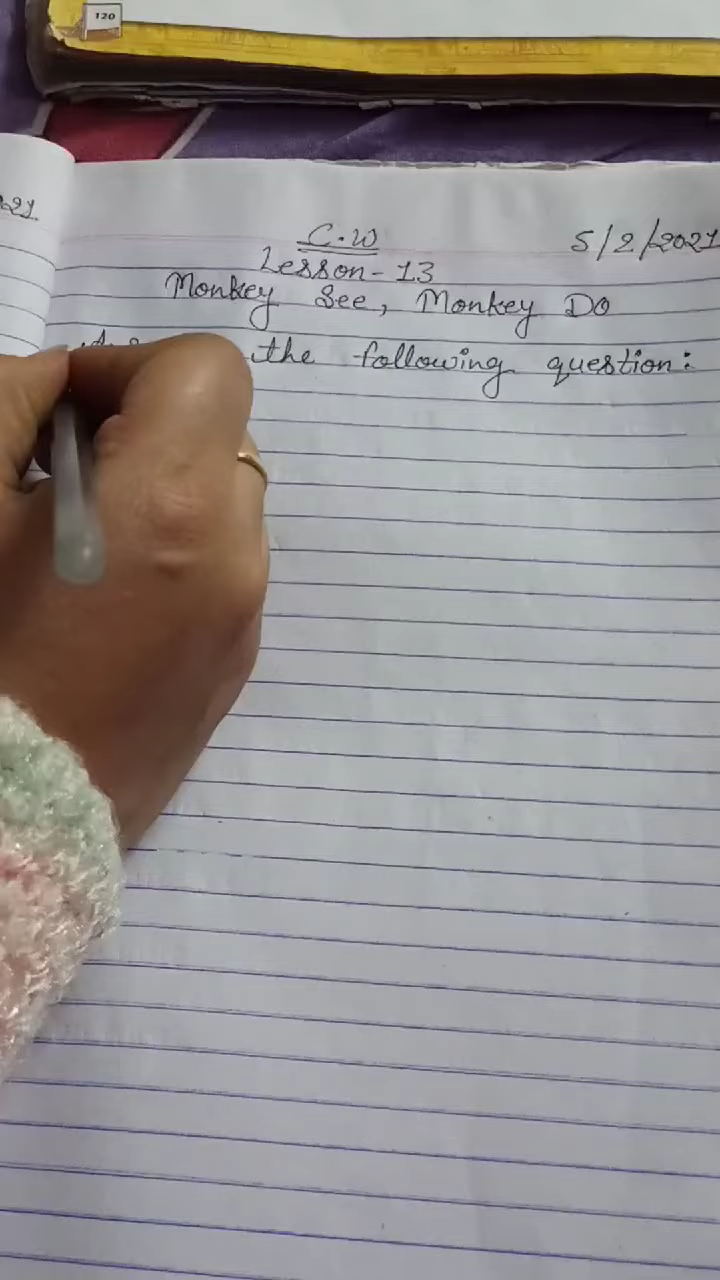 120
C.W 5/2/2021
Lesson-13
Monkey See, Monkey Do
the following question: